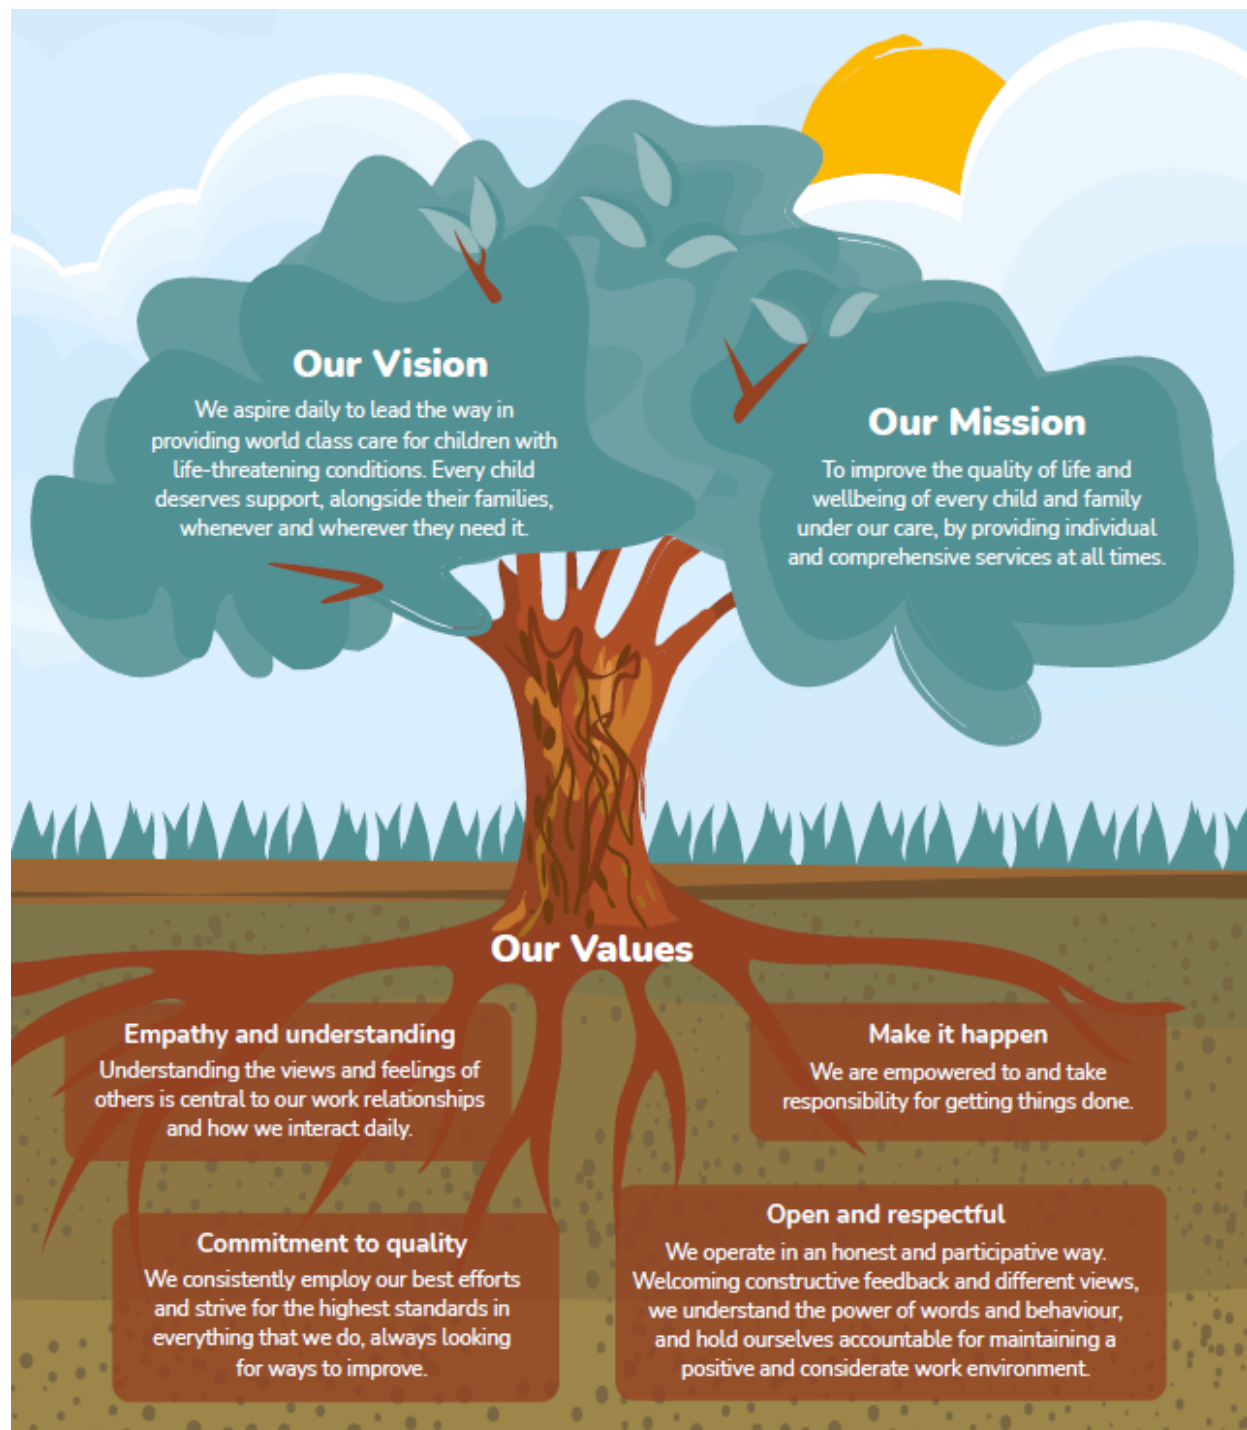 Our Vision
We aspire daily to lead the way in
providing world class care for children with
life-threatening conditions. Every child
deserves support, alongside their families,
whenever and wherever they need it.
Our Mission
To improve the quality of life and
wellbeing of every child and family
under our care, by providing individual
and comprehensive services at all times.
Our Values
Empathy and understanding
Understanding the views and feelings of
others is central to our work relationships
and how we interact daily.
Make it happen
We are empowered to and take
responsibility for getting things done.
Commitment to quality
We consistently employ our best efforts
and strive for the highest standards in
everything that we do, always looking
for ways to improve.
Open and respectful
We operate in an honest and participative way.
Welcoming constructive feedback and different views,
we understand the power of words and behaviour,
and hold ourselves accountable for maintaining a
positive and considerate work environment.